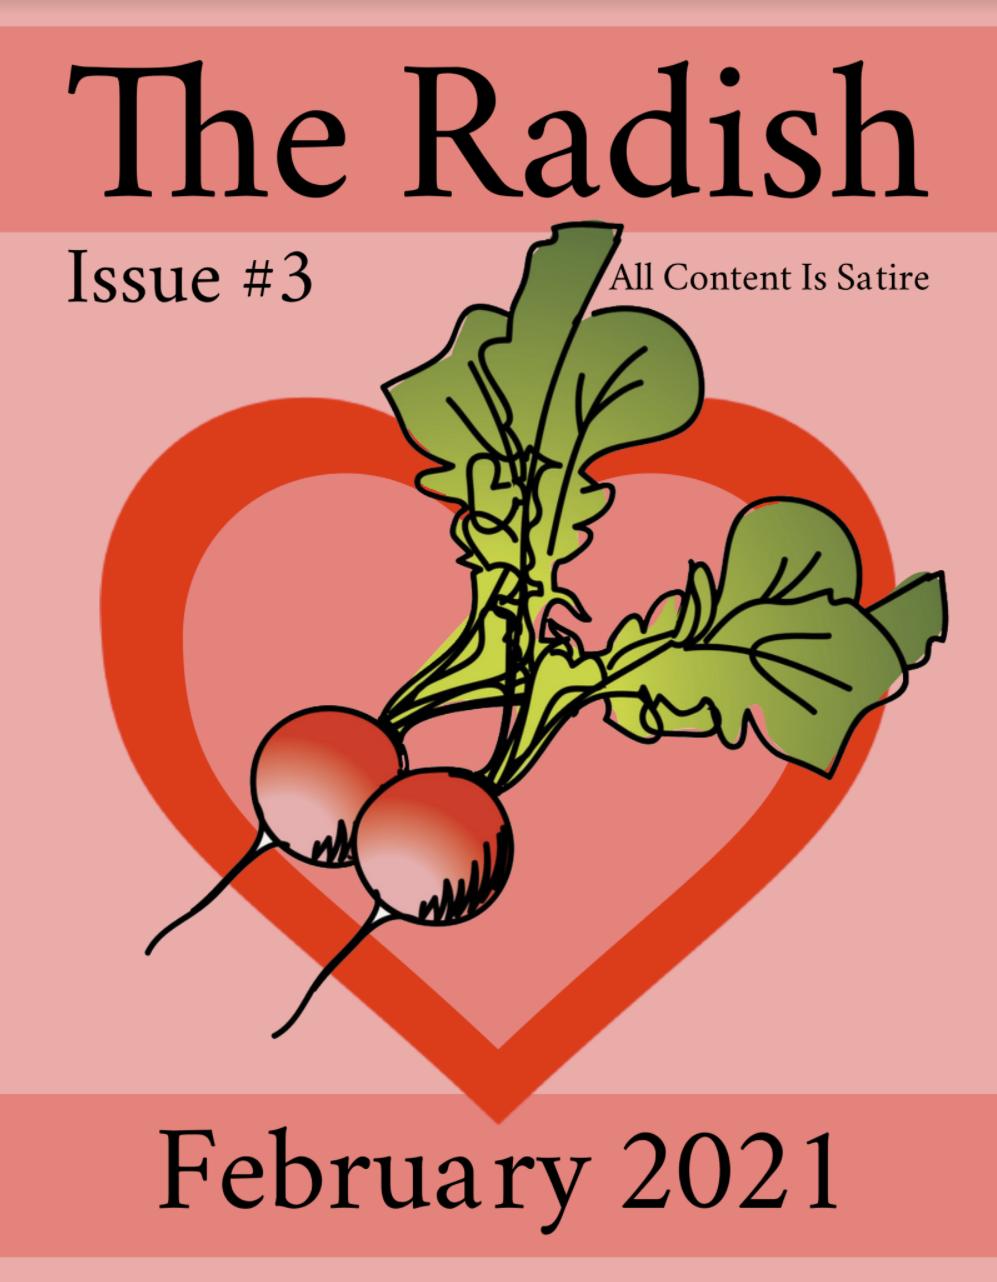 The Radish
Issue #3
All Content Is Satire
February 2021